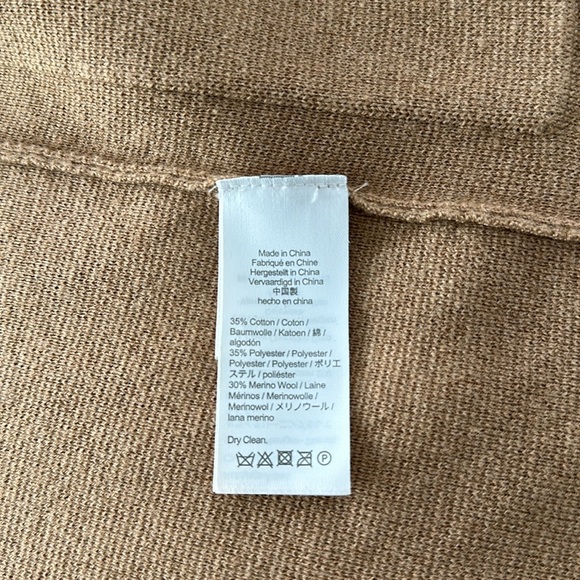 Made in China
Fabriqué en Chine
Hergestellt in China
Vervaardigd in China
中国製
hecho en china
35% Cotton / Coton /
Baumwolle / Katoen / 綿 /
algodón
35% Polyester / Polyester /
Polyester / Polyester / ポリエ
ステル / poliéster
30% Merino Wool / Laine
Mérinos / Merinowolle /
Merinowol / メリノウール /
lana merino
Dry Clean.
P